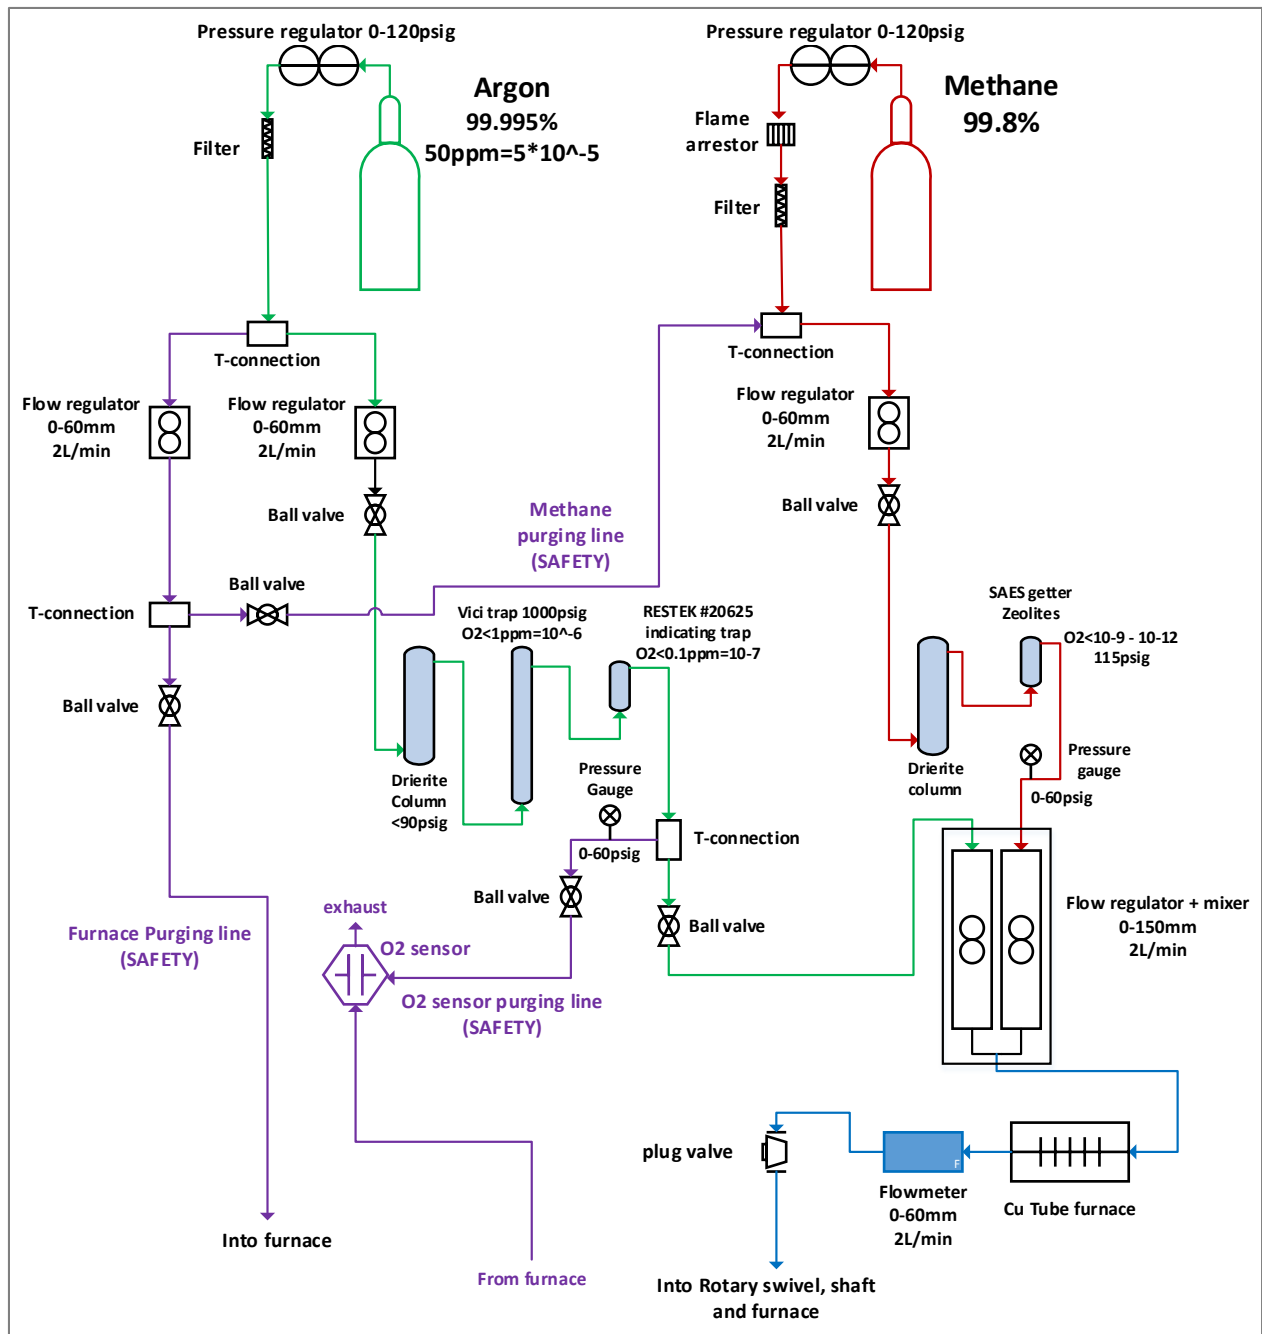 Pressure regulator 0-120psig
Argon
99.995%
50ppm=5*10^-5
Filter
T-connection
Pressure regulator 0-120psig
Methane
99.8%
Flame
arrestor
Filter
T-connection
Flow regulator
0-60mm
2L/min
Flow regulator
0-60mm
2L/min
Flow regulator
0-60mm
2L/min
Ball valve
Methane
purging line
(SAFETY)
Ball valve
Ball valve
T-connection
Vici trap 1000psig
O2<1ppm=10^-6
RESTEK #20625
indicating trap
O2<0.1ppm=10-7
SAES getter
Zeolites
O2<10-9 - 10-12
115psig
Ball valve
Drierite
Column
<90psig
Pressure
Gauge
0-60psig
T-connection
Drierite
column
Pressure
gauge
0-60psig
Ball valve
Ball valve
exhaust
O2 sensor
O2 sensor purging line
(SAFETY)
Furnace Purging line
(SAFETY)
Flow regulator + mixer
0-150mm
2L/min
plug valve
F
Flowmeter
0-60mm
2L/min
Cu Tube furnace
Into furnace
From furnace
Into Rotary swivel, shaft
and furnace